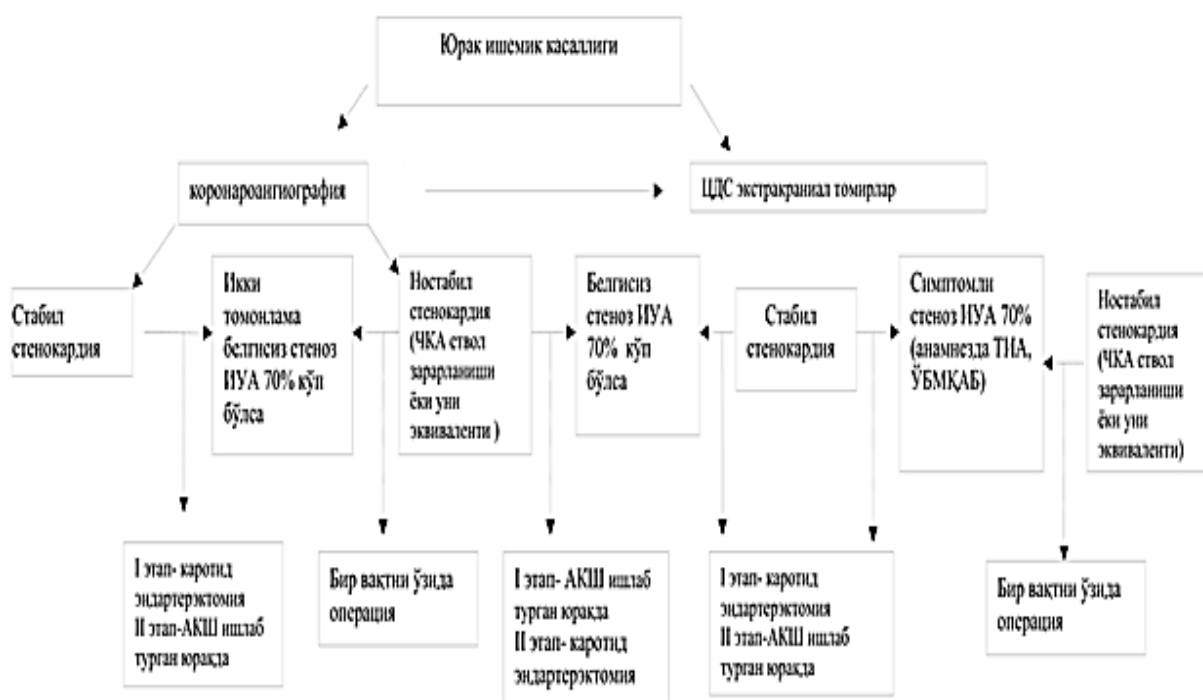 Юрак ишемик касаллиги
коронароангиография
ЦДС экстракраниал томирлар
Стабил
стенокардия
Икки
томонлама
белгисиз стеноз
ИУА 70% кўп
бўлса
Ностабил
стенокардия
(ЧКА ствол
зарарланиши
ёки уни
эквиваленти )
Белгисиз
стеноз ИУА
70% кўп
бўлса
Стабил
стенокардия
Симптомли
стеноз ИУА 70%
(анамнезда ТИА,
ЎБМҚАБ)
Ностабил
стенокардия
(ЧКА ствол
зарарланиши
ёки уни
эквиваленти)
I этап- каротид
эндартерэктомия
II этап-АКШ ишлаб
турган юракда
Бир вақтни ўзида
операция
I этап- АКШ ишлаб
турган юракда
II этап- каротид
эндартерэктомия
I этап- каротид
эндартерэктомия
II этап-АКШ ишлаб
турган юракда
Бир вақтни ўзида
операция